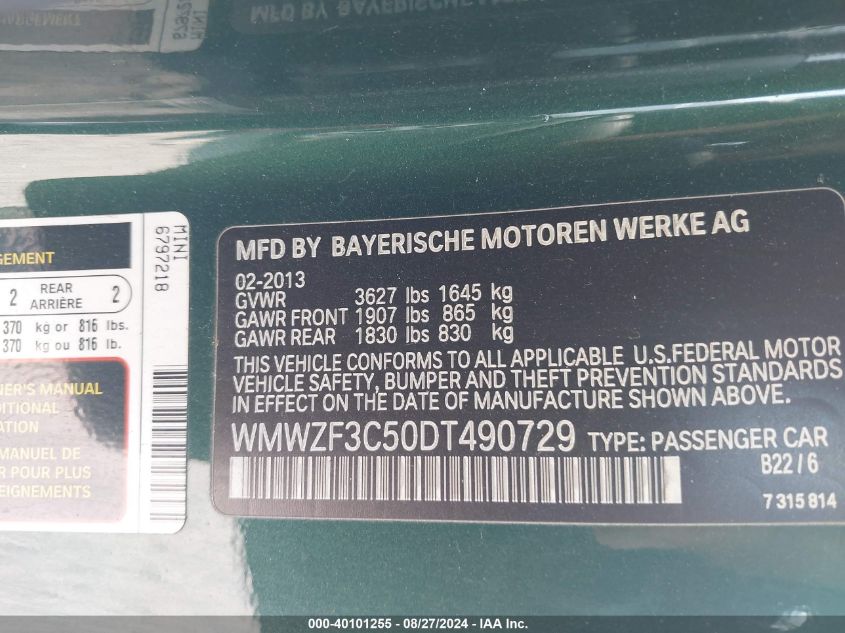 MFD BY BAYERISCHE
GEMENT
2 REAR ARRIÈRE 2
370 kg or 816 lbs.
370 kg ou 816 lb.
NER'S MANUAL
DITIONAL
ATION
MANUEL DE
R POUR PLUS
EIGNEMENTS
MINI
6797218
MFD BY BAYERISCHE MOTOREN WERKE AG
02-2013
GVWR 3627 lbs 1645 kg
GAWR FRONT 1907 lbs 865 kg
GAWR REAR 1830 lbs 830 kg
THIS VEHICLE CONFORMS TO ALL APPLICABLE U.S.FEDERAL MOTOR
VEHICLE SAFETY, BUMPER AND THEFT PREVENTION STANDARDS
IN EFFECT ON THE DATE OF MANUFACTURE SHOWN ABOVE.
WMWZF3C50DT490729 TYPE: PASSENGER CAR
B22/6
7 315 814
000-40101255 - 08/27/2024 - Copyright © IAA, Inc.